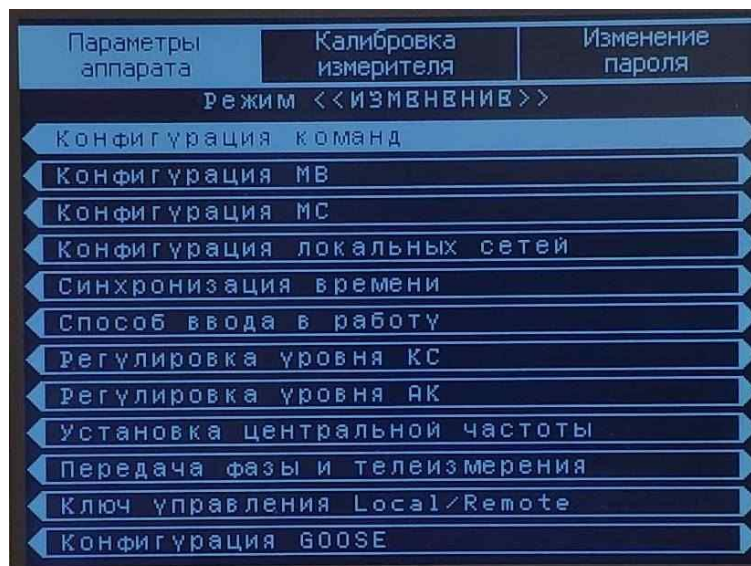 Параметры
аппарата
Калибровка
измерителя
Изменение
пароля
Режим <<ИЗМЕНЕНИЕ>>
Конфигурация команд
Конфигурация МВ
Конфигурация МС
Конфигурация локальных сетей
Синхронизация времени
Способ ввода в работу
Регулировка уровня КС
Регулировка уровня АК
Установка центральной частоты
Передача фазы и телеизмерения
Ключ управления Local/Remote
Конфигурация GOOSE